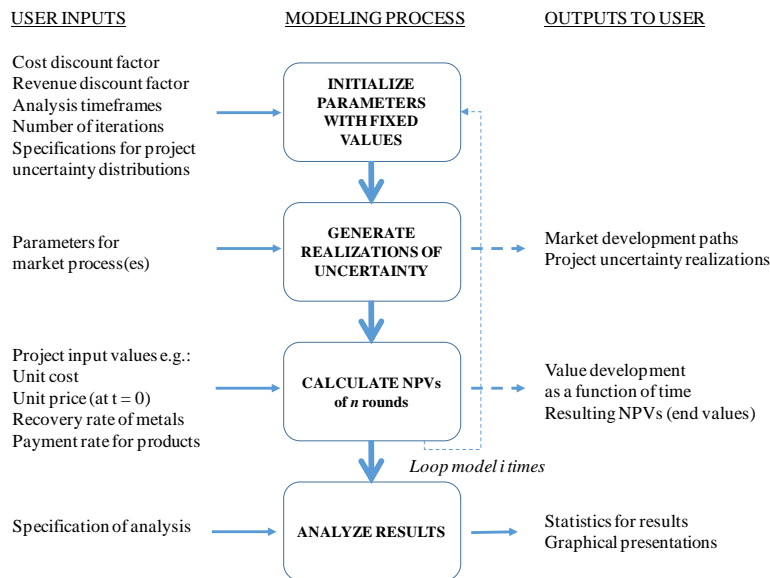 USER INPUTS
MODELING PROCESS
OUTPUTS TO USER
Cost discount factor
Revenue discount factor
Analysis timeframes
Number of iterations
Specifications for project
uncertainty distributions
INITIALIZE
PARAMETERS
WITH FIXED
VALUES
Parameters for
market process(es)
GENERATE
REALIZATIONS OF
UNCERTAINTY
Market development paths
Project uncertainty realizations
Project input values e.g.:
Unit cost
Unit price (at t = 0)
Recovery rate of metals
Payment rate for products
CALCULATE NPVs
of n rounds
Value development
as a function of time
Resulting NPVs (end values)
Loop model i times
Specification of analysis
ANALYZE RESULTS
Statistics for results
Graphical presentations